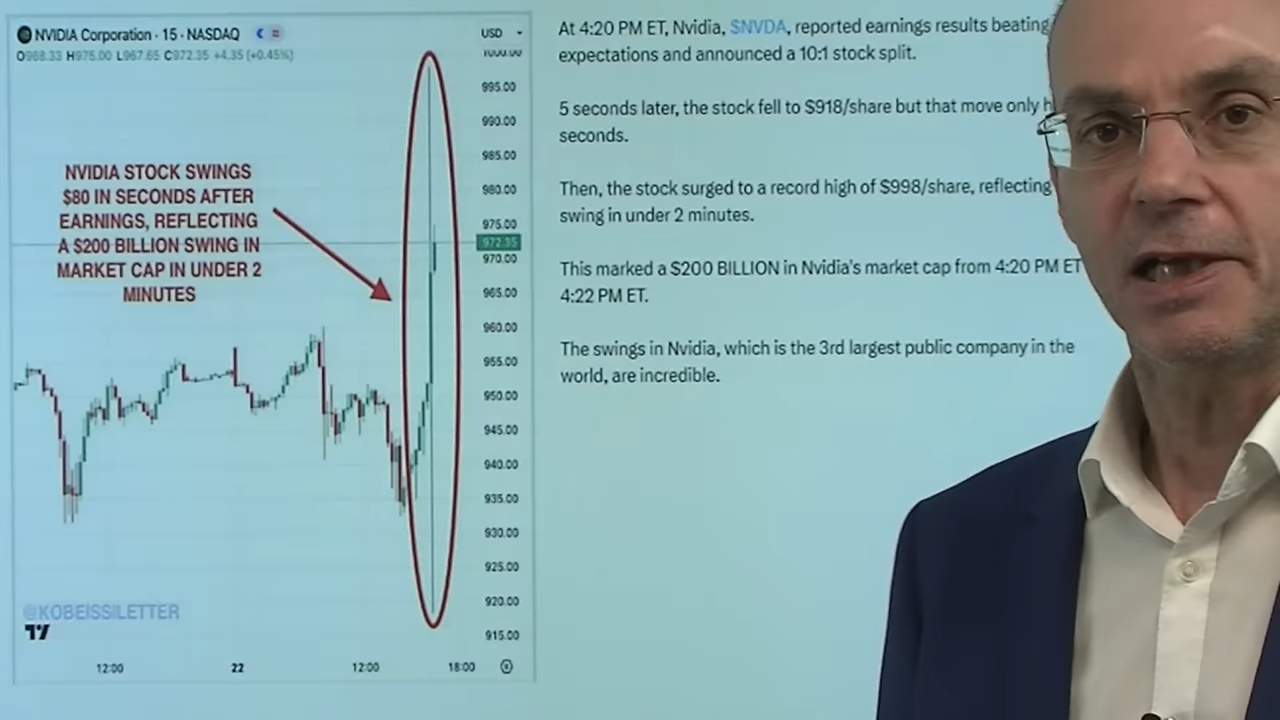 NVIDIA Corporation · 15 · NASDAQ
USD
O968.33 H975.00 L967.65 C972.35 +4.35 (+0.45%)
1000.00
995.00
990.00
985.00
980.00
975.00
972.35
970.00
965.00
960.00
955.00
950.00
945.00
940.00
935.00
930.00
925.00
920.00
915.00
NVIDIA STOCK SWINGS
$80 IN SECONDS AFTER
EARNINGS, REFLECTING
A $200 BILLION SWING IN
MARKET CAP IN UNDER 2
MINUTES
@KOBEISSILETTER
12:00
22
12:00
18:00
At 4:20 PM ET, Nvidia, $NVDA, reported earnings results beating
expectations and announced a 10:1 stock split.
5 seconds later, the stock fell to $918/share but that move only
seconds.
Then, the stock surged to a record high of $998/share, reflecting
swing in under 2 minutes.
This marked a $200 BILLION in Nvidia's market cap from 4:20 PM ET
4:22 PM ET.
The swings in Nvidia, which is the 3rd largest public company in the
world, are incredible.